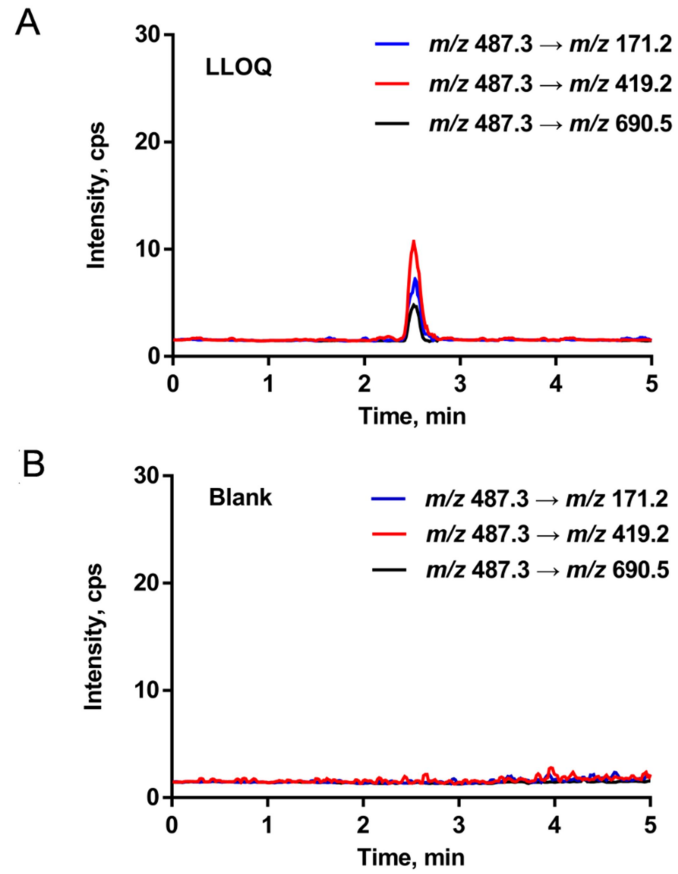 A
30
20
10
0
Intensity, cps
LLOQ
m/z 487.3 → m/z 171.2
m/z 487.3 → m/z 419.2
m/z 487.3 → m/z 690.5
0 1 2 3 4 5
Time, min
B
30
20
10
0
Intensity, cps
Blank
m/z 487.3 → m/z 171.2
m/z 487.3 → m/z 419.2
m/z 487.3 → m/z 690.5
0 1 2 3 4 5
Time, min